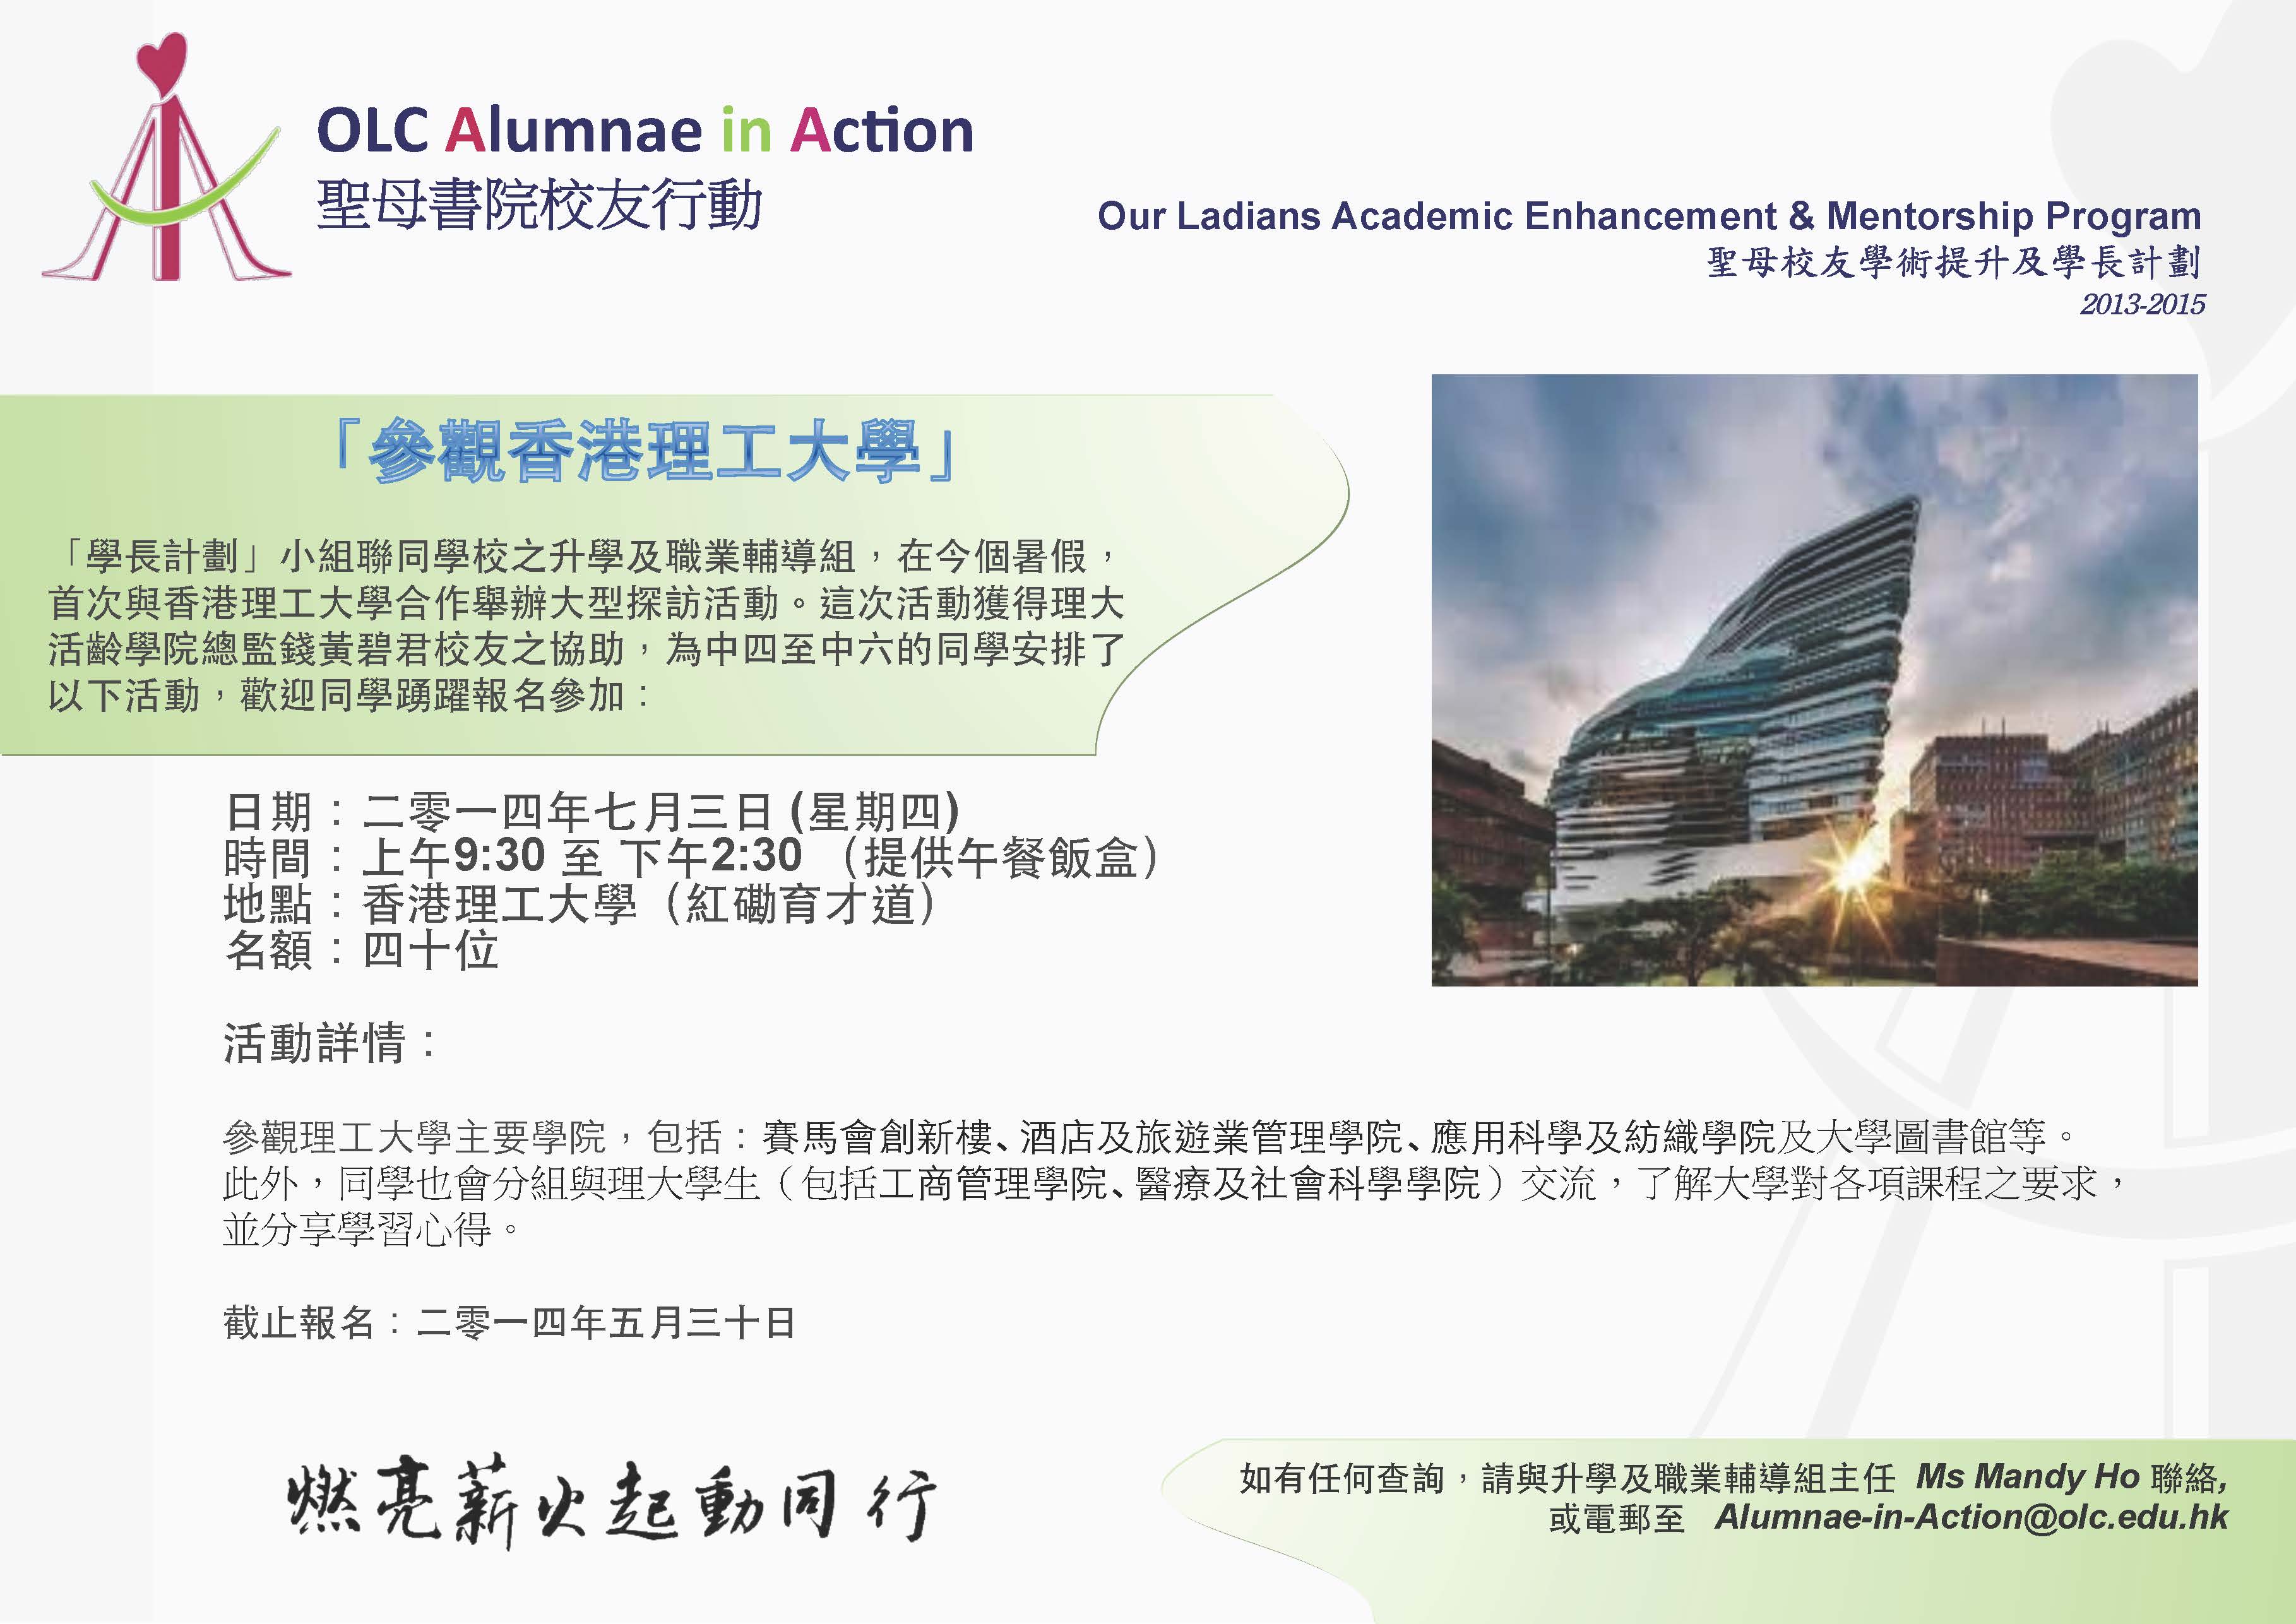 OLC Alumnae in Action
聖母書院校友行動
Our Ladians Academic Enhancement & Mentorship Program
聖母校友學術提升及學長計劃
2013-2015
「參觀香港理工大學」
「學長計劃」小組聯同學校之升學及職業輔導組，在今個暑假，
首次與香港理工大學合作舉辦大型探訪活動。這次活動獲得理大
活齡學院總監錢黃碧君校友之協助，為中四至中六的同學安排了
以下活動，歡迎同學踴躍報名參加：
日期：二零一四年七月三日 (星期四)
時間：上午9:30 至 下午2:30 （提供午餐飯盒）
地點：香港理工大學（紅磡育才道）
名額：四十位
活動詳情：
參觀理工大學主要學院，包括：賽馬會創新樓、酒店及旅遊業管理學院、應用科學及紡織學院及大學圖書館等。
此外，同學也會分組與理大學生（包括工商管理學院、醫療及社會科學學院）交流，了解大學對各項課程之要求，
並分享學習心得。
截止報名：二零一四年五月三十日
燃亮薪火起動同行
如有任何查詢，請與升學及職業輔導組主任 Ms Mandy Ho 聯絡,
或電郵至 Alumnae-in-Action@olc.edu.hk